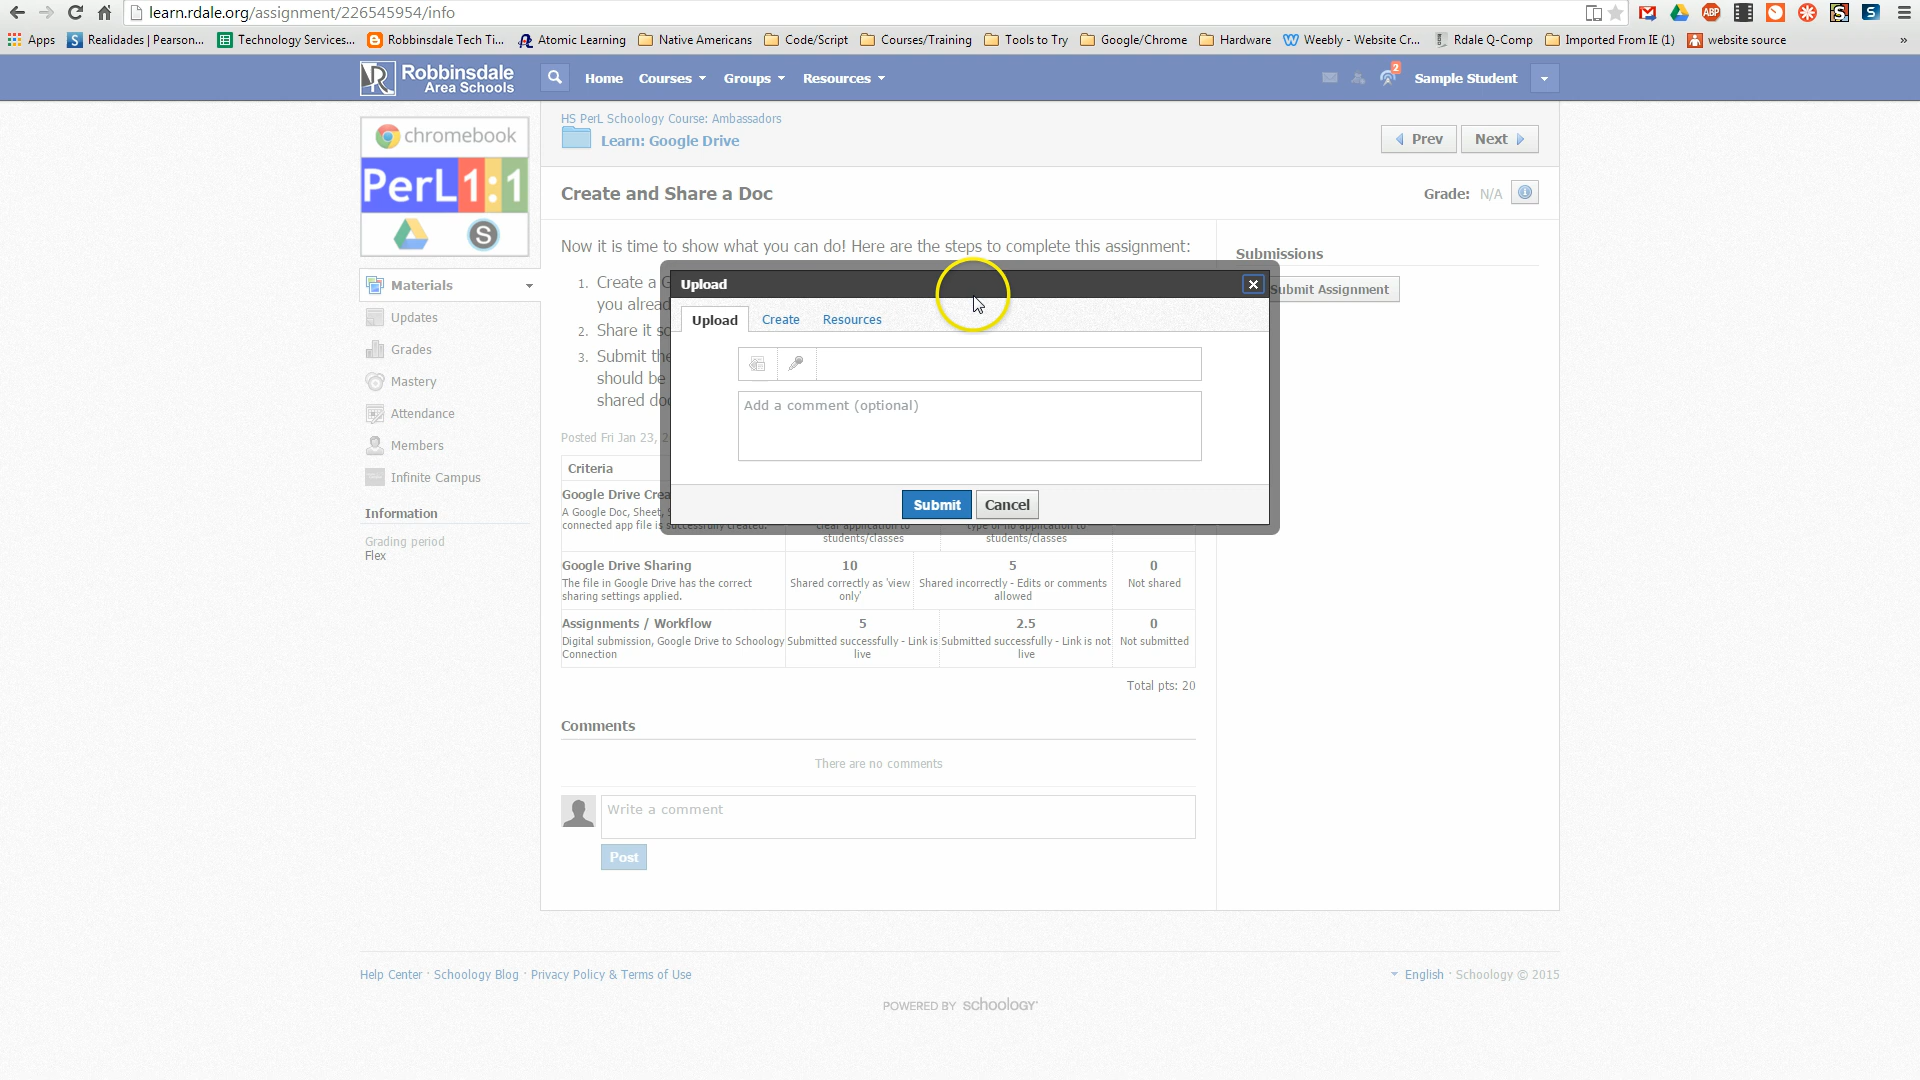 learn.rdale.org/assignment/226545954/info
Apps Realidades | Pearson... Technology Services... Robbinsdale Tech Ti... Atomic Learning Native Americans Code/Script Courses/Training Tools to Try Google/Chrome Hardware Weebly - Website Cr... Rdale Q-Comp Imported From IE (1) website source »
Robbinsdale
Area Schools
Home Courses Groups Resources
2
Sample Student
chromebook
PerL1:1
S
HS PerL Schoology Course: Ambassadors
Learn: Google Drive
Prev Next
Create and Share a Doc
Grade: N/A
Now it is time to show what you can do! Here are the steps to complete this assignment:
1. Create a G
you alread
2. Share it so
3. Submit the
should be
shared do
Posted Fri Jan 23, 2
Submissions
Submit Assignment
Upload
Upload Create Resources
Add a comment (optional)
Submit Cancel
Materials
Updates
Grades
Mastery
Attendance
Members
Infinite Campus
Information
Grading period
Flex
Criteria
Google Drive Crea
A Google Doc, Sheet, S
connected app file is successfully created.
clear application to
students/classes
type or no application to
students/classes
Google Drive Sharing
The file in Google Drive has the correct
sharing settings applied.
10
Shared correctly as 'view
only'
5
Shared incorrectly - Edits or comments
allowed
0
Not shared
Assignments / Workflow
Digital submission, Google Drive to Schoology
Connection
5
Submitted successfully - Link is
live
2.5
Submitted successfully - Link is not
live
0
Not submitted
Total pts: 20
Comments
There are no comments
Write a comment
Post
Help Center · Schoology Blog · Privacy Policy & Terms of Use
English · Schoology © 2015
POWERED BY schoology